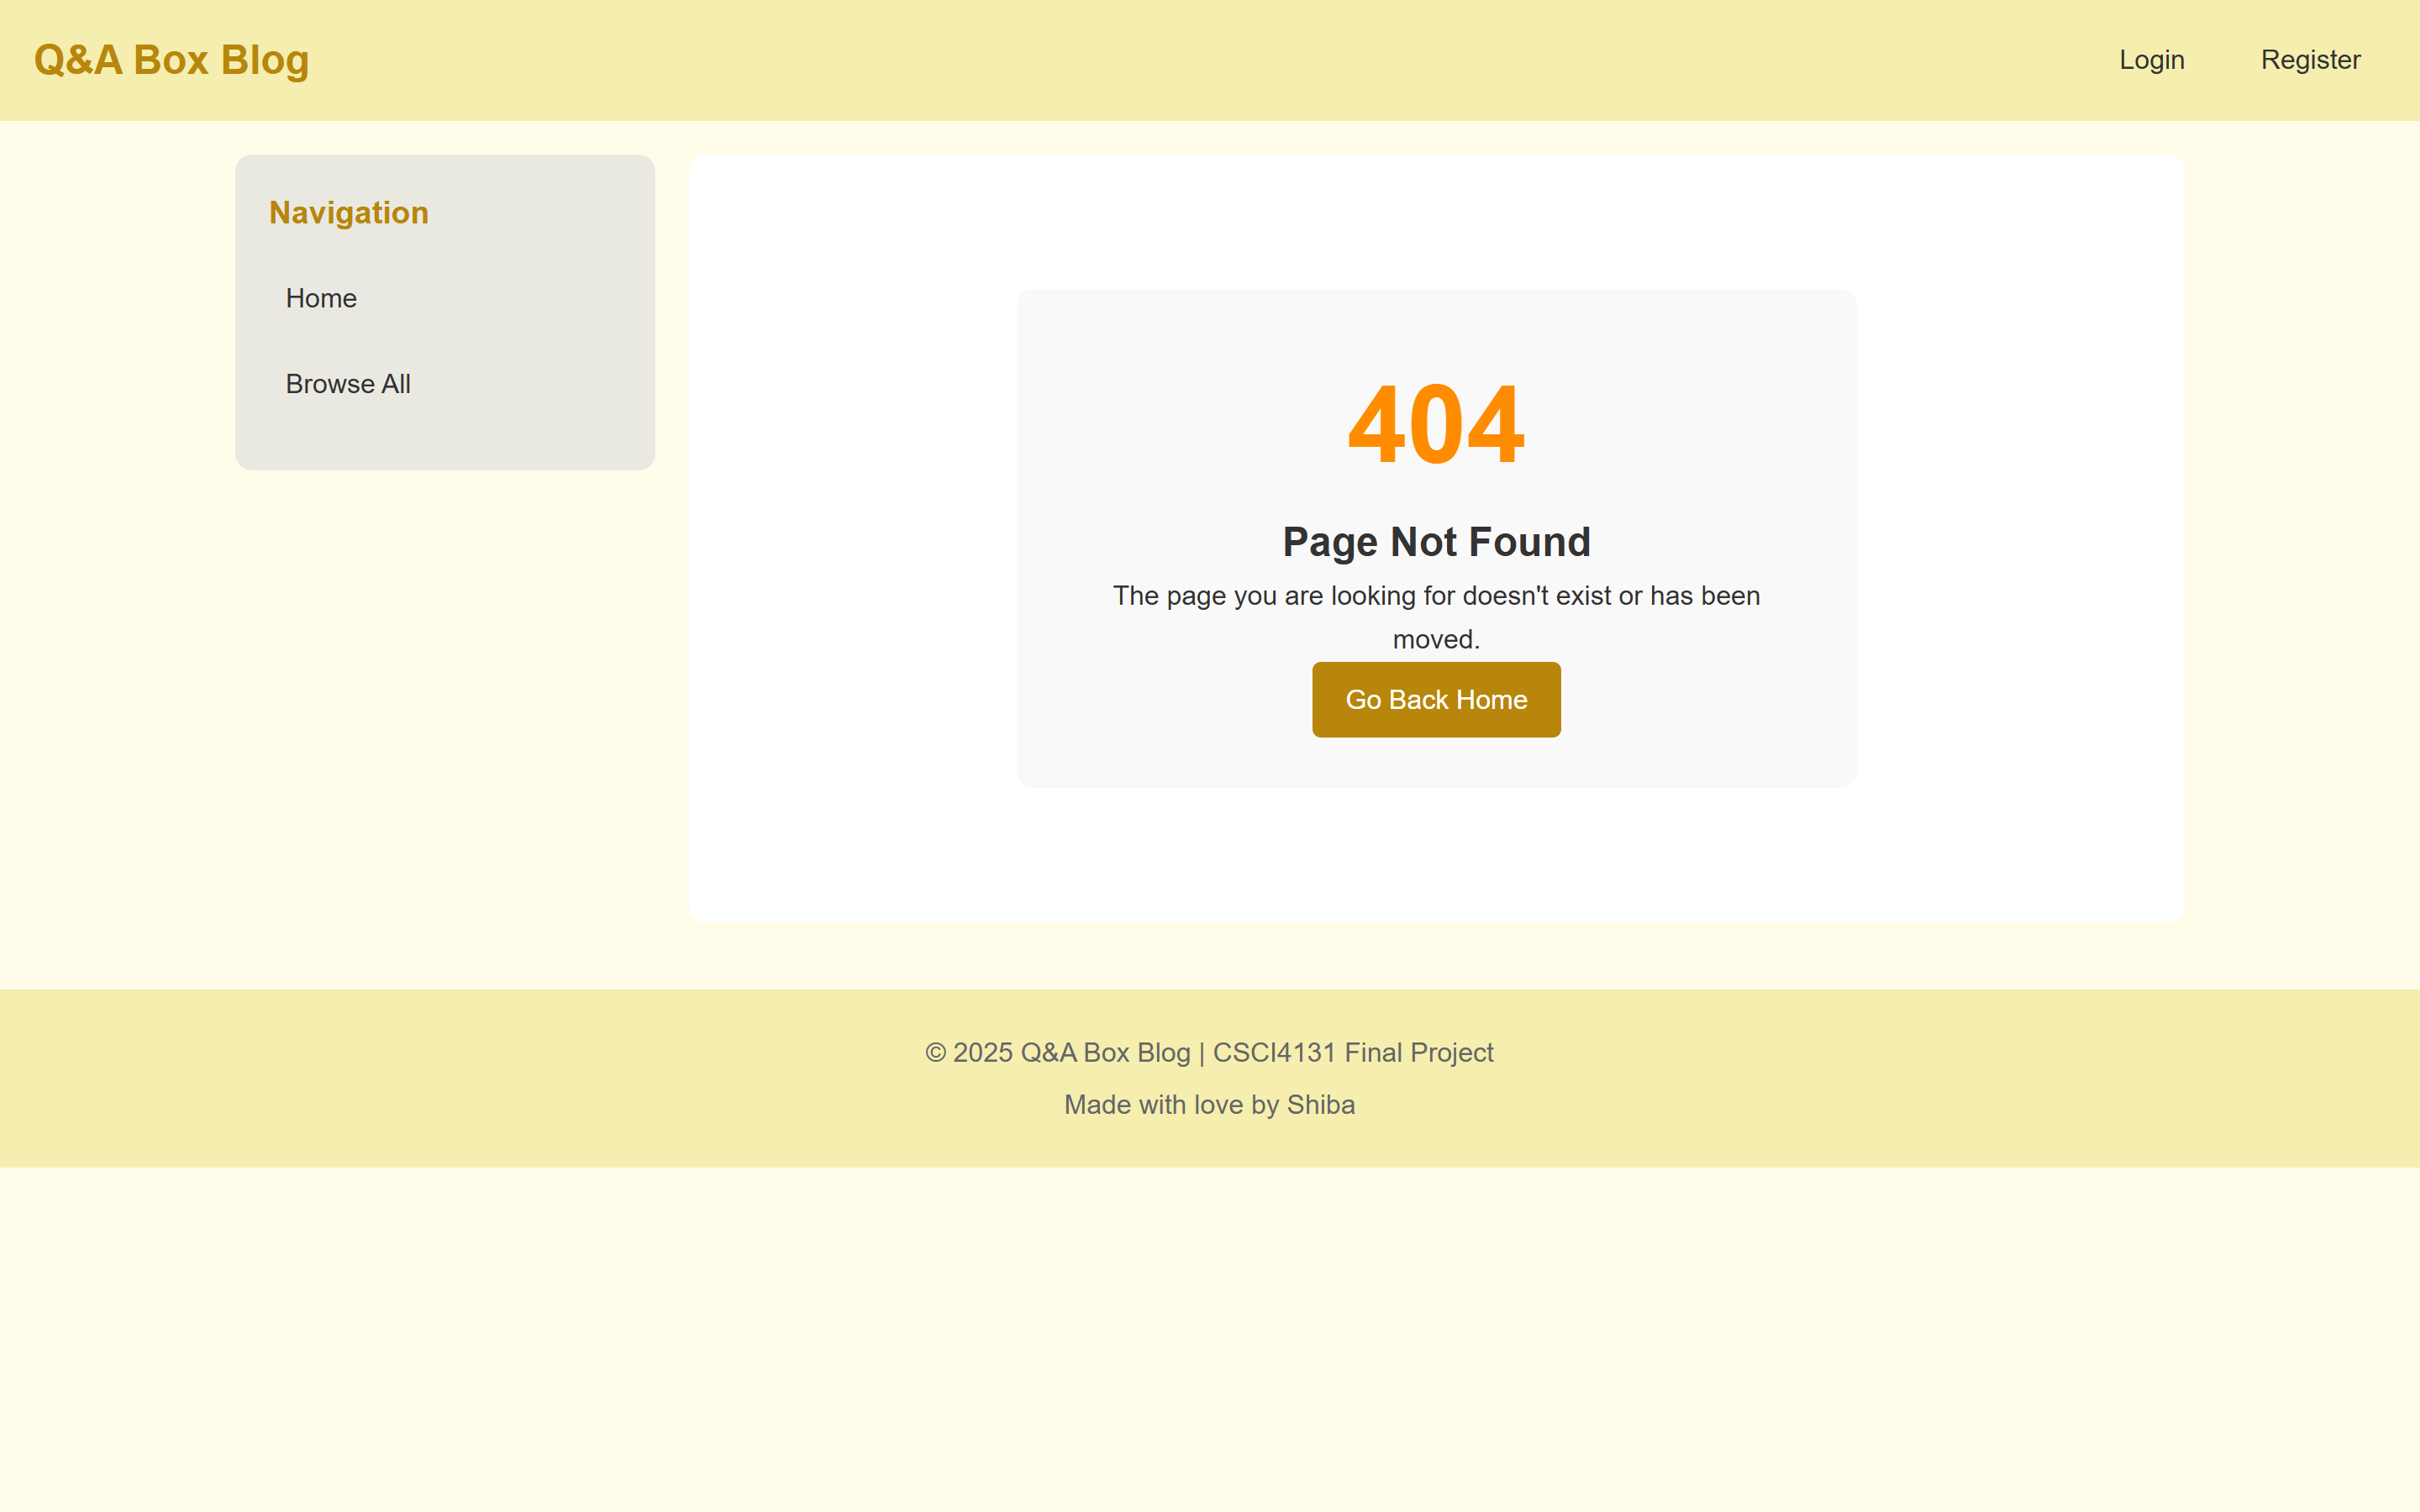 Q&A Box Blog
Login
Register
Navigation
Home
Browse All
404
Page Not Found
The page you are looking for doesn't exist or has been
moved.
Go Back Home
© 2025 Q&A Box Blog | CSCI4131 Final Project
Made with love by Shiba